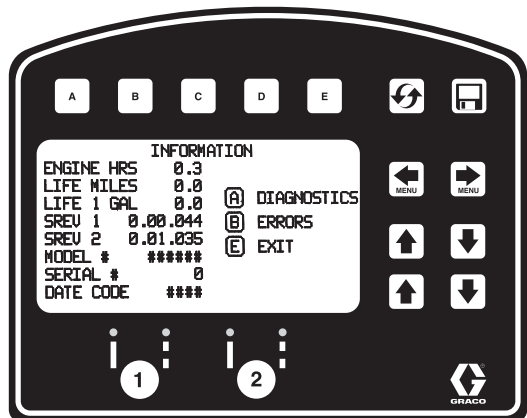 A B C D E
INFORMATION
ENGINE HRS 0.3
LIFE MILES 0.0
LIFE 1 GAL 0.0
SREV 1 0.00.044
SREV 2 0.01.035
MODEL # ######
SERIAL # 0
DATE CODE ####
A DIAGNOSTICS
B ERRORS
E EXIT
MENU MENU
1 2
G
GRACO